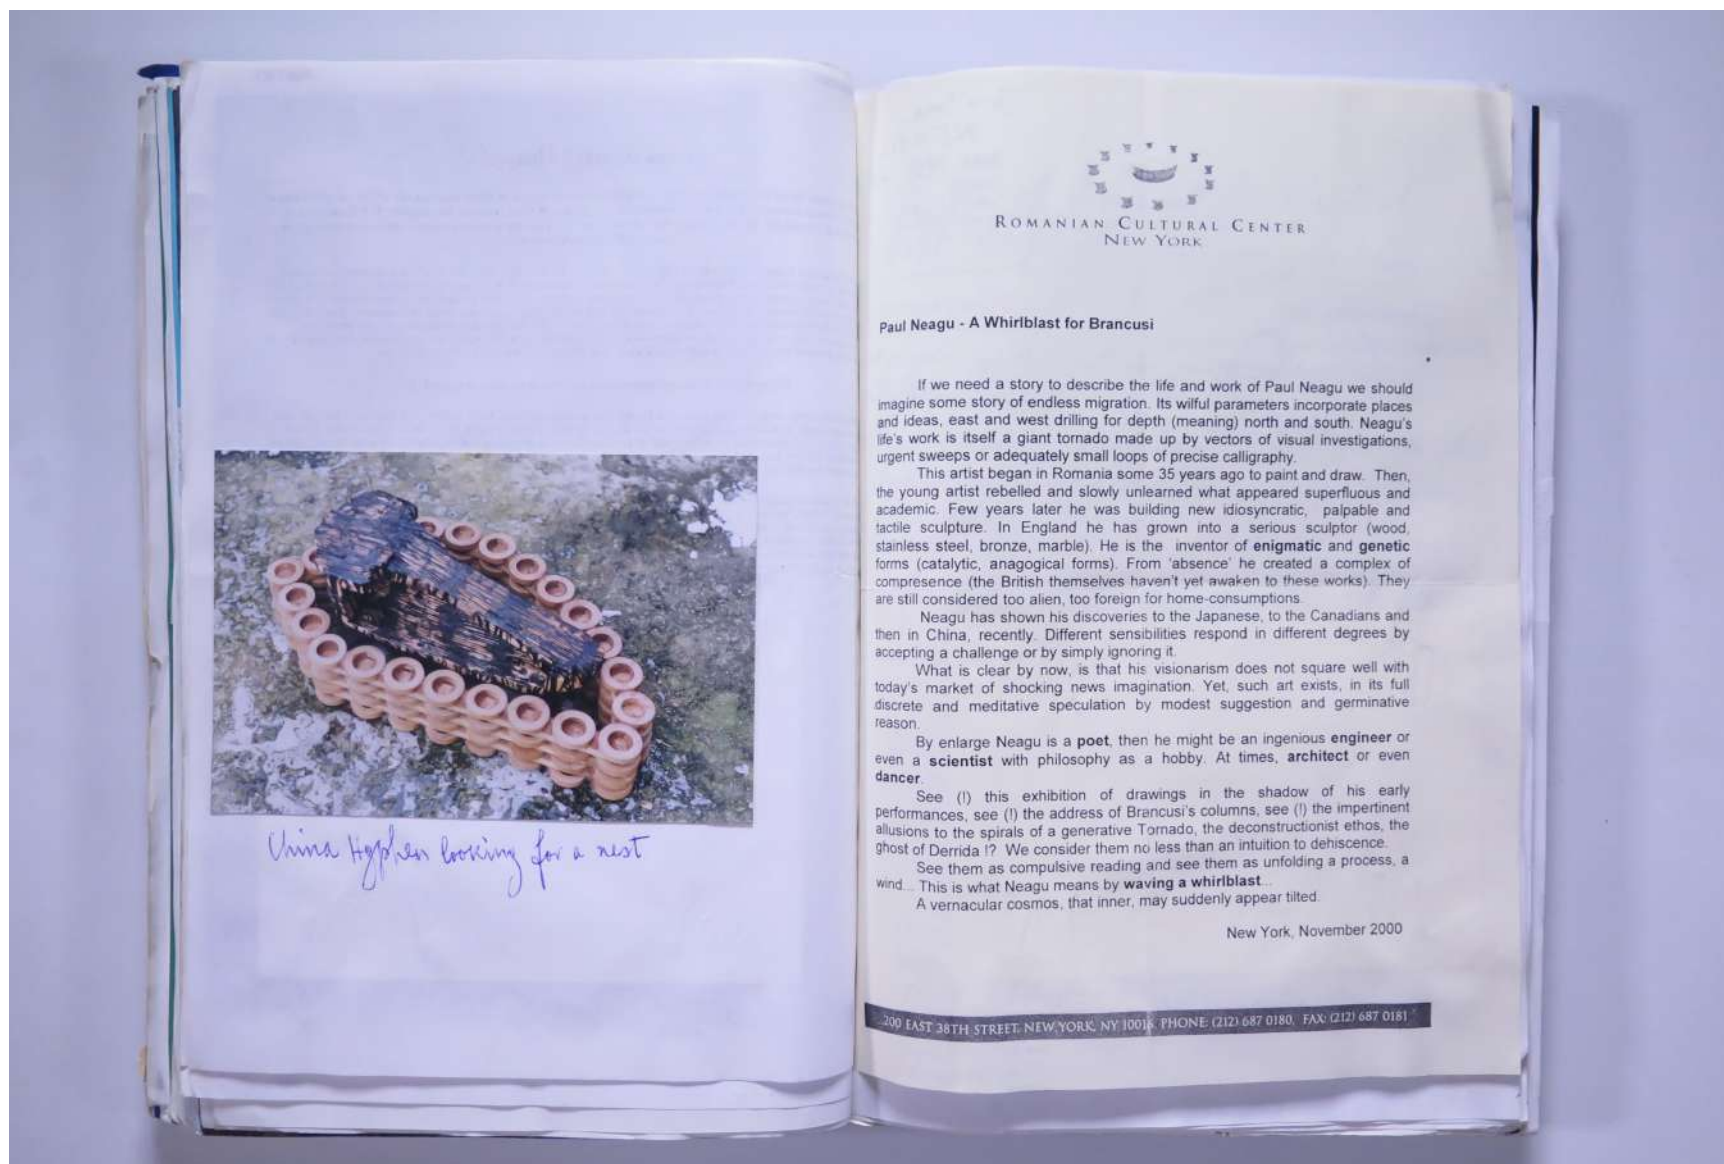 China Hyphen looking for a nest
ROMANIAN CULTURAL CENTER
NEW YORK
Paul Neagu - A Whirlblast for Brancusi
If we need a story to describe the life and work of Paul Neagu we should
imagine some story of endless migration. Its wilful parameters incorporate places
and ideas, east and west drilling for depth (meaning) north and south. Neagu's
life's work is itself a giant tornado made up by vectors of visual investigations,
urgent sweeps or adequately small loops of precise calligraphy.
This artist began in Romania some 35 years ago to paint and draw. Then,
the young artist rebelled and slowly unlearned what appeared superfluous and
academic. Few years later he was building new idiosyncratic, palpable and
tactile sculpture. In England he has grown into a serious sculptor (wood,
stainless steel, bronze, marble). He is the inventor of enigmatic and genetic
forms (catalytic, anagogical forms). From 'absence' he created a complex of
compresence (the British themselves haven't yet awaken to these works). They
are still considered too alien, too foreign for home-consumptions.
Neagu has shown his discoveries to the Japanese, to the Canadians and
then in China, recently. Different sensibilities respond in different degrees by
accepting a challenge or by simply ignoring it.
What is clear by now, is that his visionarism does not square well with
today's market of shocking news imagination. Yet, such art exists, in its full
discrete and meditative speculation by modest suggestion and germinative
reason.
By enlarge Neagu is a poet, then he might be an ingenious engineer or
even a scientist with philosophy as a hobby. At times, architect or even
dancer.
See (!) this exhibition of drawings in the shadow of his early
performances, see (!) the address of Brancusi's columns, see (!) the impertinent
allusions to the spirals of a generative Tornado, the deconstructionist ethos, the
ghost of Derrida !? We consider them no less than an intuition to dehiscence.
See them as compulsive reading and see them as unfolding a process, a
wind... This is what Neagu means by waving a whirlblast...
A vernacular cosmos, that inner, may suddenly appear tilted.
New York, November 2000
200 EAST 38TH STREET, NEW YORK, NY 10016 PHONE: (212) 687 0180, FAX: (212) 687 0181